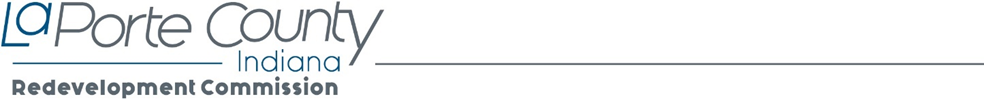 LaPorte County
Indiana
Redevelopment Commission